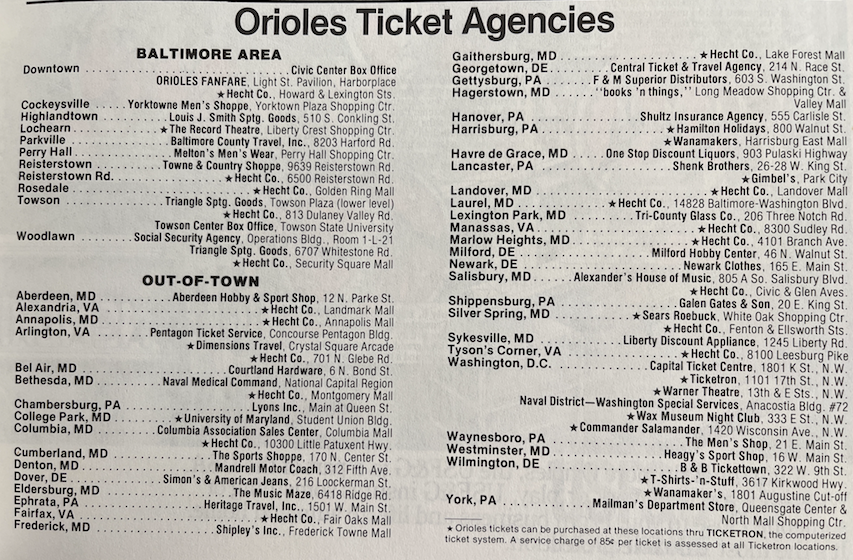 Orioles Ticket Agencies
BALTIMORE AREA
Downtown . . . . . . . . . . . . . . . . . . . . . . . . . . Civic Center Box Office
ORIOLES FANFARE, Light St. Pavilion, Harborplace
★Hecht Co., Howard & Lexington Sts.
Cockeysville . . . . . Yorktowne Men's Shoppe, Yorktown Plaza Shopping Ctr.
Highlandtown . . . . . . . . . . Louis J. Smith Sptg. Goods, 510 S. Conkling St.
Lochearn . . . . . . . . . ★The Record Theatre, Liberty Crest Shopping Ctr.
Parkville . . . . . . . . . . . Baltimore County Travel, Inc., 8203 Harford Rd.
Perry Hall . . . . . . . . . . . . Melton's Men's Wear, Perry Hall Shopping Ctr.
Reisterstown . . . . . . . . . . Towne & Country Shoppe, 9639 Reisterstown Rd.
Reisterstown Rd. . . . . . . . . . . . . . . . ★Hecht Co., 6500 Reisterstown Rd.
Rosedale . . . . . . . . . . . . . . . . . . . . . . ★Hecht Co., Golden Ring Mall
Towson . . . . . . . . . . . Triangle Sptg. Goods, Towson Plaza (lower level)
★Hecht Co., 813 Dulaney Valley Rd.
Towson Center Box Office, Towson State University
Woodlawn . . . . . . . . Social Security Agency, Operations Bldg., Room 1-L-21
Triangle Sptg. Goods, 6707 Whitestone Rd.
★Hecht Co., Security Square Mall
OUT-OF-TOWN
Aberdeen, MD . . . . . . . . . . . Aberdeen Hobby & Sport Shop, 12 N. Parke St.
Alexandria, VA . . . . . . . . . . . . . . . . . . . . . ★Hecht Co., Landmark Mall
Annapolis, MD . . . . . . . . . . . . . . . . . . . . . ★Hecht Co., Annapolis Mall
Arlington, VA . . . . . . . . Pentagon Ticket Service, Concourse Pentagon Bldg.
★Dimensions Travel, Crystal Square Arcade
★Hecht Co., 701 N. Glebe Rd.
Bel Air, MD . . . . . . . . . . . . . . . . . . . Courtland Hardware, 6 N. Bond St.
Bethesda, MD . . . . . . . . . Naval Medical Command, National Capital Region
★Hecht Co., Montgomery Mall
Chambersburg, PA . . . . . . . . . . . . . . . . . Lyons Inc., Main at Queen St.
College Park, MD . . . . . . . . . ★University of Maryland, Student Union Bldg.
Columbia, MD . . . . . . . . . Columbia Association Sales Center, Columbia Mall
★Hecht Co., 10300 Little Patuxent Hwy.
Cumberland, MD . . . . . . . . . . . . . . . The Sports Shoppe, 170 N. Center St.
Denton, MD . . . . . . . . . . . . . . . . . . Mandrell Motor Coach, 312 Fifth Ave.
Dover, DE . . . . . . . . . . . . . Simon's & American Jeans, 216 Loockerman St.
Eldersburg, MD . . . . . . . . . . . . . . . . . . The Music Maze, 6418 Ridge Rd.
Ephrata, PA . . . . . . . . . . . . . . . . . Heritage Travel, Inc., 1501 W. Main St.
Fairfax, VA . . . . . . . . . . . . . . . . . . . . . . . ★Hecht Co., Fair Oaks Mall
Frederick, MD . . . . . . . . . . . . . . . . . . . Shipley's Inc., Frederick Towne Mall
Gaithersburg, MD . . . . . . . . . . . . . . . . . ★Hecht Co., Lake Forest Mall
Georgetown, DE . . . . . . . . Central Ticket & Travel Agency, 214 N. Race St.
Gettysburg, PA . . . . . . . F & M Superior Distributors, 603 S. Washington St.
Hagerstown, MD . . . . . . "books 'n things," Long Meadow Shopping Ctr. &
Valley Mall
Hanover, PA . . . . . . . . . . . . . . . Shultz Insurance Agency, 555 Carlisle St.
Harrisburg, PA . . . . . . . . . . . . . . . . ★Hamilton Holidays, 800 Walnut St.
★Wanamakers, Harrisburg East Mall
Havre de Grace, MD . . . . . One Stop Discount Liquors, 903 Pulaski Highway
Lancaster, PA . . . . . . . . . . . . . . . . . . . Shenk Brothers, 26-28 W. King St.
★Gimbel's, Park City
Landover, MD . . . . . . . . . . . . . . . . . . . . . . ★Hecht Co., Landover Mall
Laurel, MD . . . . . . . . . . . . . ★Hecht Co., 14828 Baltimore-Washington Blvd.
Lexington Park, MD . . . . . . . . . . Tri-County Glass Co., 206 Three Notch Rd.
Manassas, VA . . . . . . . . . . . . . . . . . . . . . ★Hecht Co., 8300 Sudley Rd.
Marlow Heights, MD . . . . . . . . . . . . . . . . . ★Hecht Co., 4101 Branch Ave.
Milford, DE . . . . . . . . . . . . . . . . . . Milford Hobby Center, 46 N. Walnut St.
Newark, DE . . . . . . . . . . . . . . . . . . . . . . Newark Clothes, 165 E. Main St.
Salisbury, MD . . . . . . . Alexander's House of Music, 805 A So. Salisbury Blvd.
★Hecht Co., Civic & Glen Aves.
Shippensburg, PA . . . . . . . . . . . . . . . . . Galen Gates & Son, 20 E. King St.
Silver Spring, MD . . . . . . . . . . . . . ★Sears Roebuck, White Oak Shopping Ctr.
★Hecht Co., Fenton & Ellsworth Sts.
Sykesville, MD . . . . . . . . . . . . . . . Liberty Discount Appliance, 1245 Liberty Rd.
Tyson's Corner, VA . . . . . . . . . . . . . . . . . ★Hecht Co., 8100 Leesburg Pike
Washington, D.C. . . . . . . . . . . . . . . . Capital Ticket Centre, 1801 K St., N.W.
★Ticketron, 1101 17th St., N.W.
★Warner Theatre, 13th & E Sts., N.W.
Naval District—Washington Special Services, Anacostia Bldg. #72
★Wax Museum Night Club, 333 E St., N.W.
★Commander Salamander, 1420 Wisconsin Ave., N.W.
Waynesboro, PA . . . . . . . . . . . . . . . . . . . The Men's Shop, 21 E. Main St.
Westminster, MD . . . . . . . . . . . . . . . . . . Heagy's Sport Shop, 16 W. Main St.
Wilmington, DE . . . . . . . . . . . . . . . . . . . B & B Tickettown, 322 W. 9th St.
★T-Shirts-'n-Stuff, 3617 Kirkwood Hwy.
★Wanamaker's, 1801 Augustine Cut-off
York, PA . . . . . . . . . . . . . Mailman's Department Store, Queensgate Center &
North Mall Shopping Ctr.
★ Orioles tickets can be purchased at these locations thru TICKETRON, the computerized
ticket system. A service charge of 85¢ per ticket is assessed at all Ticketron locations.